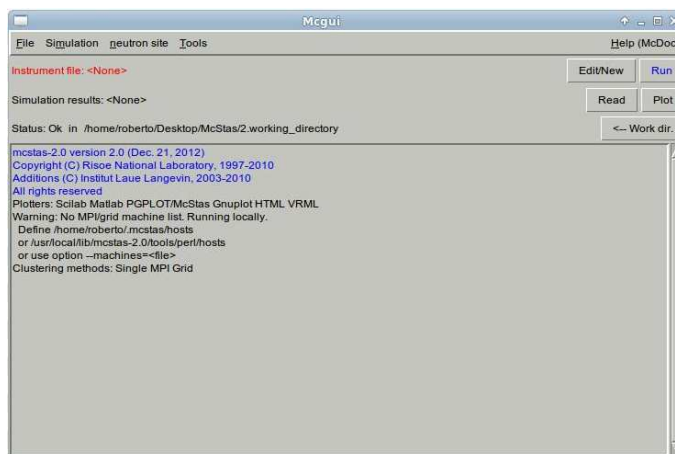 Mcgui
File Simulation neutron site Tools Help (McDoc
Instrument file: <None> Edit/New Run
Simulation results: <None> Read Plot
Status: Ok in /home/roberto/Desktop/McStas/2.working_directory <-- Work dir.
mcstas-2.0 version 2.0 (Dec. 21, 2012)
Copyright (C) Risoe National Laboratory, 1997-2010
Additions (C) Institut Laue Langevin, 2003-2010
All rights reserved
Plotters: Scilab Matlab PGPLOT/McStas Gnuplot HTML VRML
Warning: No MPI/grid machine list. Running locally.
Define /home/roberto/.mcstas/hosts
or /usr/local/lib/mcstas-2.0/tools/perl/hosts
or use option --machines=<file>
Clustering methods: Single MPI Grid